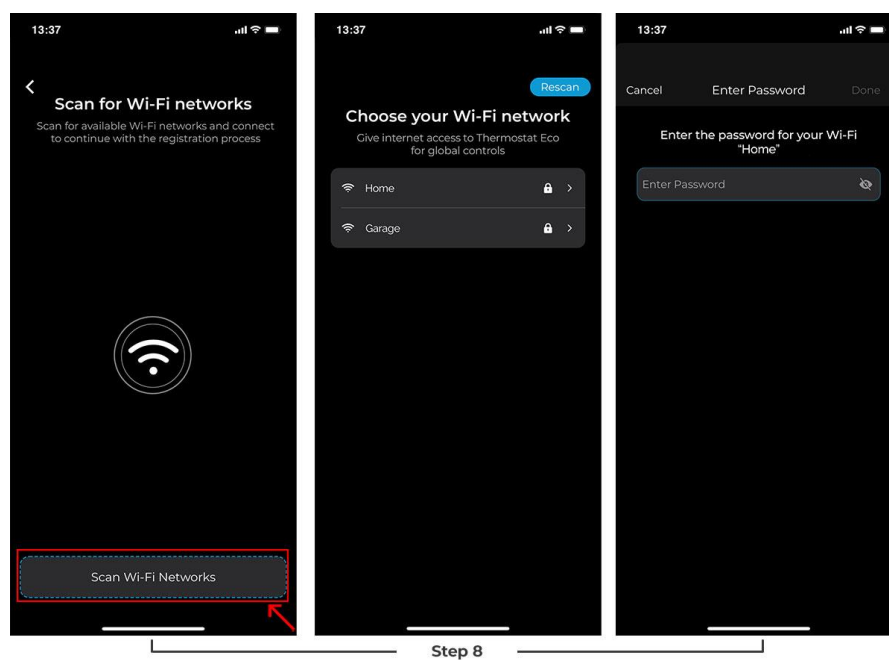 13:37
Scan for Wi-Fi networks
Scan for available Wi-Fi networks and connect
to continue with the registration process
Scan Wi-Fi Networks
13:37
Rescan
Choose your Wi-Fi network
Give internet access to Thermostat Eco
for global controls
Home
Garage
13:37
Cancel Enter Password Done
Enter the password for your Wi-Fi
“Home”
Enter Password
Step 8